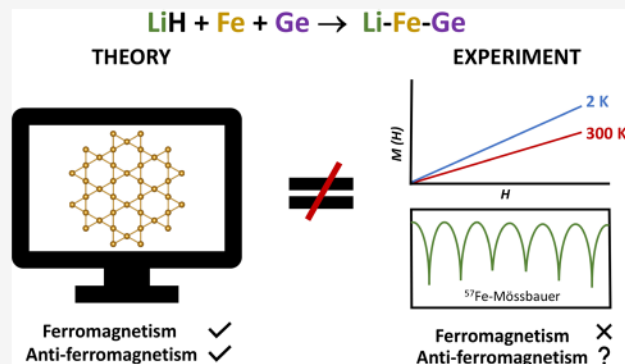 LiH + Fe + Ge → Li-Fe-Ge
THEORY
EXPERIMENT
M (H)
2 K
300 K
H
⁵⁷Fe-Mössbauer
Ferromagnetism ✓
Anti-ferromagnetism ✓
Ferromagnetism ✕
Anti-ferromagnetism ?